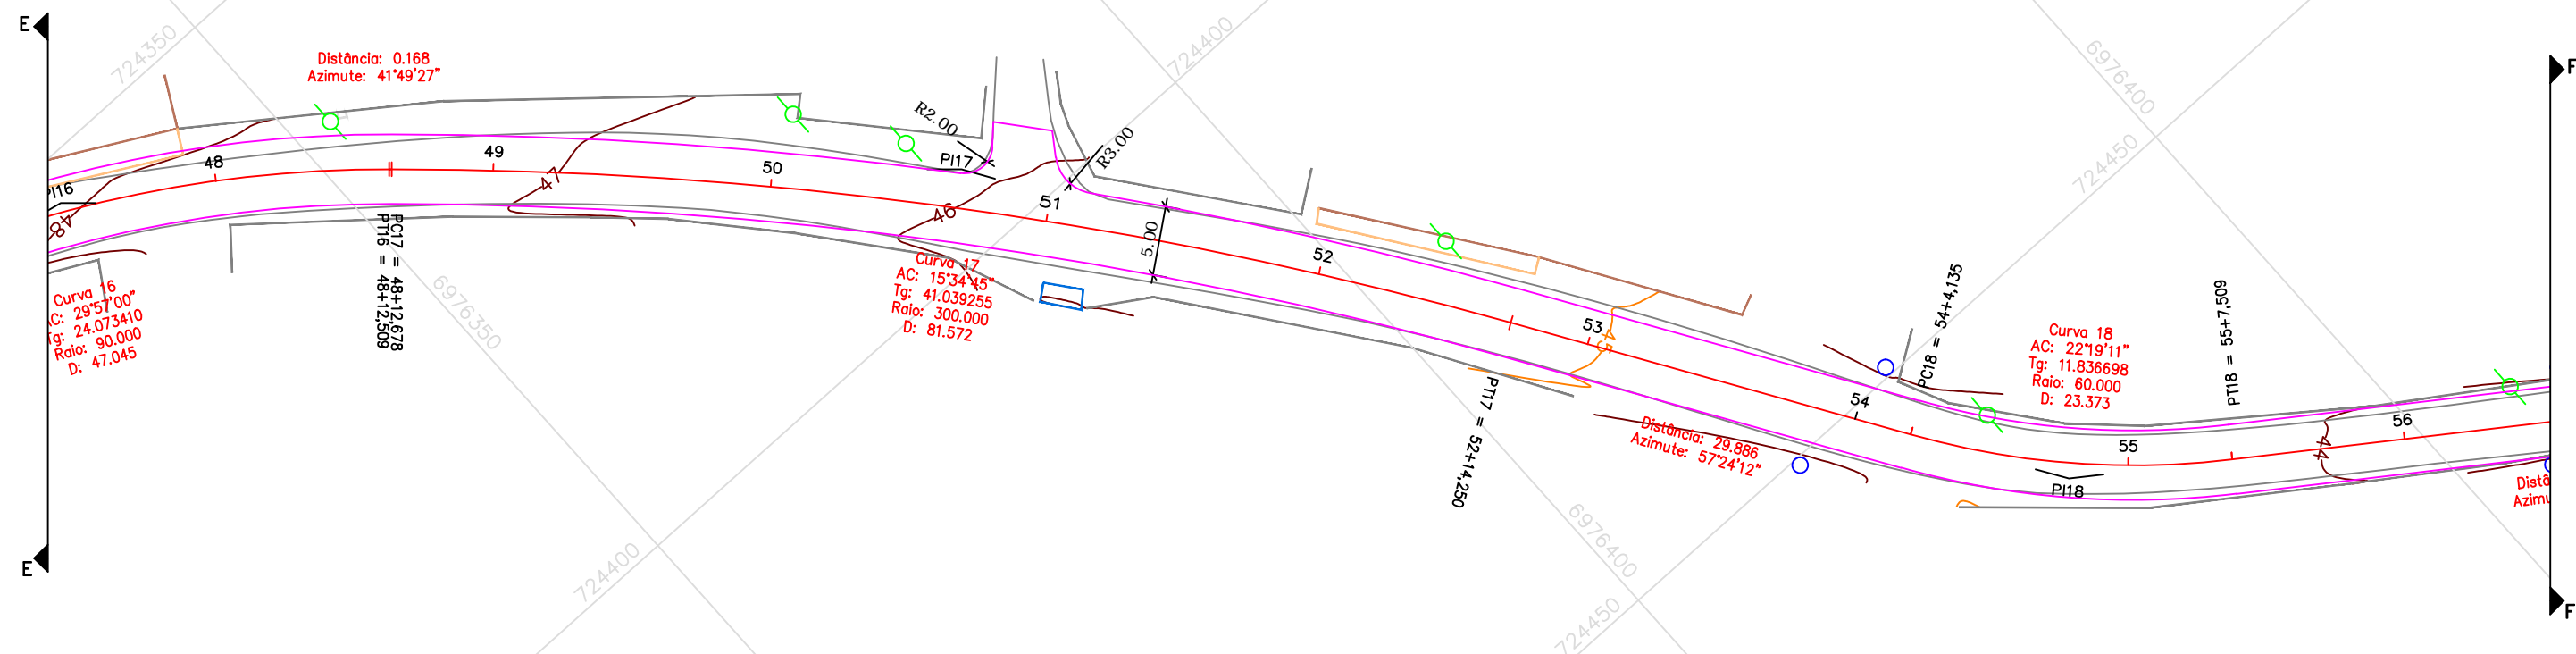 E
F
724350
Distância: 0.168
Azimute: 41°49'27"
724400
6976400
724450
R2.00
R3.00
PI17
48
49
50
51
52
53
54
55
56
PI16
48
47
46
45
44
5.00
PT16 = 48+12,509
PC17 = 48+12,678
6976350
Curva 16
AC: 29°57'00"
Tg: 24.073410
Raio: 90.000
D: 47.045
Curva 17
AC: 15°34'45"
Tg: 41.039255
Raio: 300.000
D: 81.572
PT17 = 52+14,250
Distância: 29.886
Azimute: 57°24'12"
PC18 = 54+4,135
Curva 18
AC: 22°19'11"
Tg: 11.836698
Raio: 60.000
D: 23.373
PT18 = 55+7,509
PI18
Distâ
Azimu
724400
6976400
724450
E
F